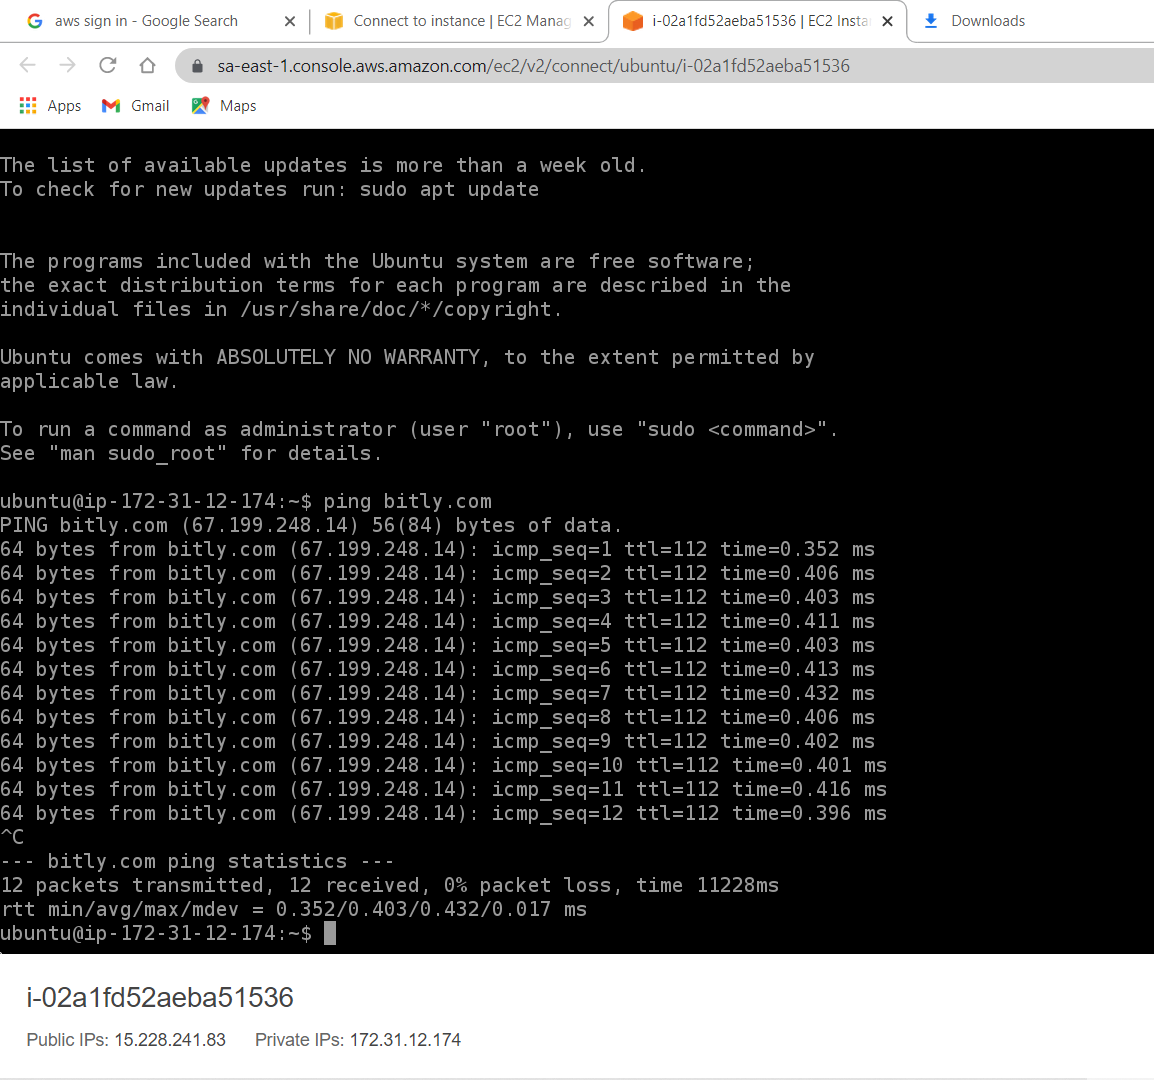 aws sign in - Google Search
Connect to instance | EC2 Manag
i-02a1fd52aeba51536 | EC2 Insta
Downloads
sa-east-1.console.aws.amazon.com/ec2/v2/connect/ubuntu/i-02a1fd52aeba51536
Apps
Gmail
Maps
The list of available updates is more than a week old.
To check for new updates run: sudo apt update
The programs included with the Ubuntu system are free software;
the exact distribution terms for each program are described in the
individual files in /usr/share/doc/*/copyright.
Ubuntu comes with ABSOLUTELY NO WARRANTY, to the extent permitted by
applicable law.
To run a command as administrator (user "root"), use "sudo <command>".
See "man sudo_root" for details.
ubuntu@ip-172-31-12-174:~$ ping bitly.com
PING bitly.com (67.199.248.14) 56(84) bytes of data.
64 bytes from bitly.com (67.199.248.14): icmp_seq=1 ttl=112 time=0.352 ms
64 bytes from bitly.com (67.199.248.14): icmp_seq=2 ttl=112 time=0.406 ms
64 bytes from bitly.com (67.199.248.14): icmp_seq=3 ttl=112 time=0.403 ms
64 bytes from bitly.com (67.199.248.14): icmp_seq=4 ttl=112 time=0.411 ms
64 bytes from bitly.com (67.199.248.14): icmp_seq=5 ttl=112 time=0.403 ms
64 bytes from bitly.com (67.199.248.14): icmp_seq=6 ttl=112 time=0.413 ms
64 bytes from bitly.com (67.199.248.14): icmp_seq=7 ttl=112 time=0.432 ms
64 bytes from bitly.com (67.199.248.14): icmp_seq=8 ttl=112 time=0.406 ms
64 bytes from bitly.com (67.199.248.14): icmp_seq=9 ttl=112 time=0.402 ms
64 bytes from bitly.com (67.199.248.14): icmp_seq=10 ttl=112 time=0.401 ms
64 bytes from bitly.com (67.199.248.14): icmp_seq=11 ttl=112 time=0.416 ms
64 bytes from bitly.com (67.199.248.14): icmp_seq=12 ttl=112 time=0.396 ms
^C
--- bitly.com ping statistics ---
12 packets transmitted, 12 received, 0% packet loss, time 11228ms
rtt min/avg/max/mdev = 0.352/0.403/0.432/0.017 ms
ubuntu@ip-172-31-12-174:~$
i-02a1fd52aeba51536
Public IPs: 15.228.241.83 Private IPs: 172.31.12.174